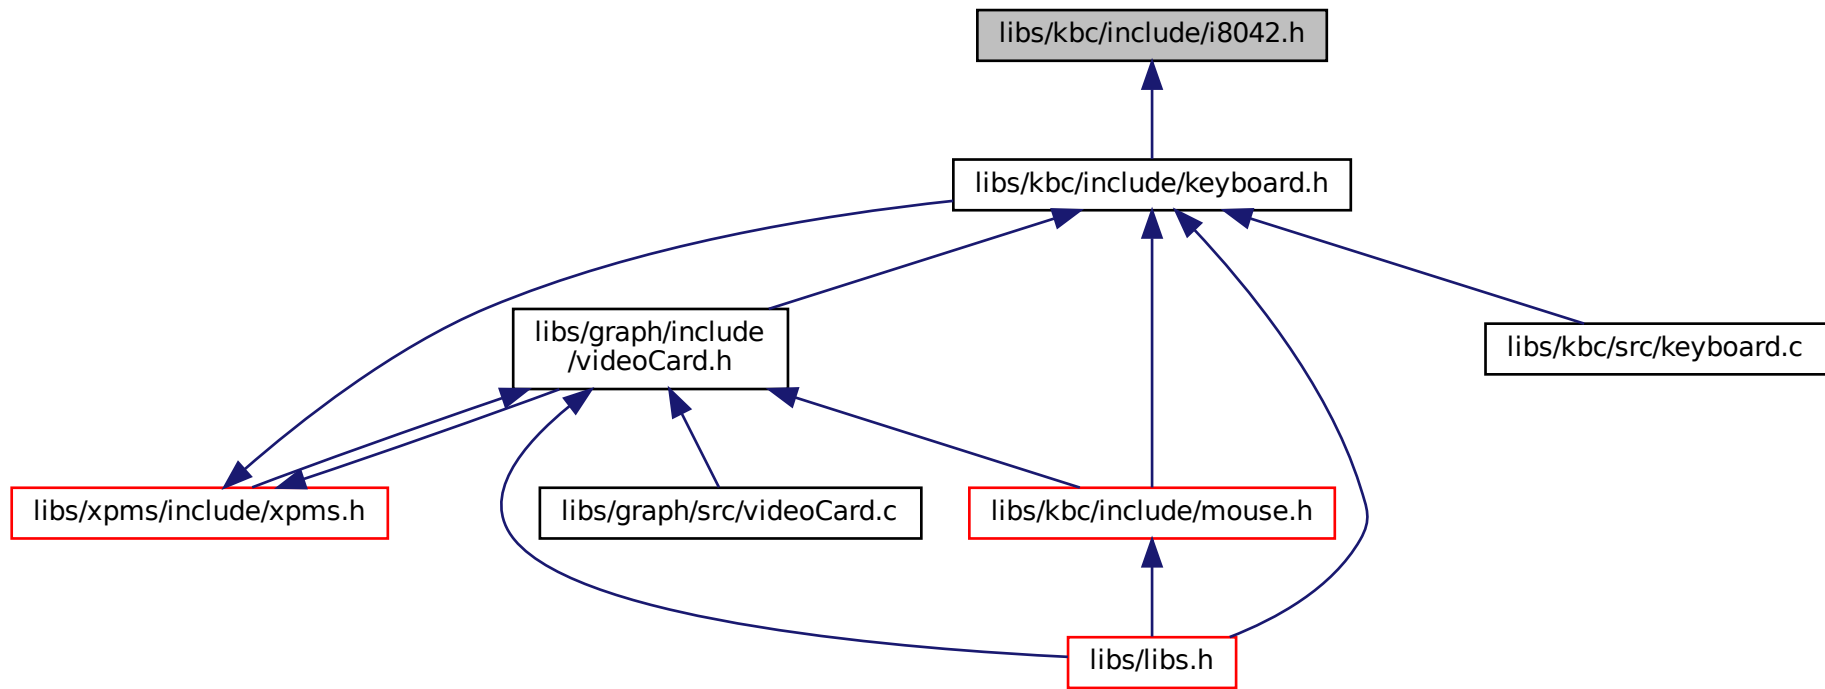 libs/kbc/include/i8042.h
libs/kbc/include/keyboard.h
libs/graph/include
/videoCard.h
libs/kbc/src/keyboard.c
libs/xpms/include/xpms.h
libs/graph/src/videoCard.c
libs/kbc/include/mouse.h
libs/libs.h